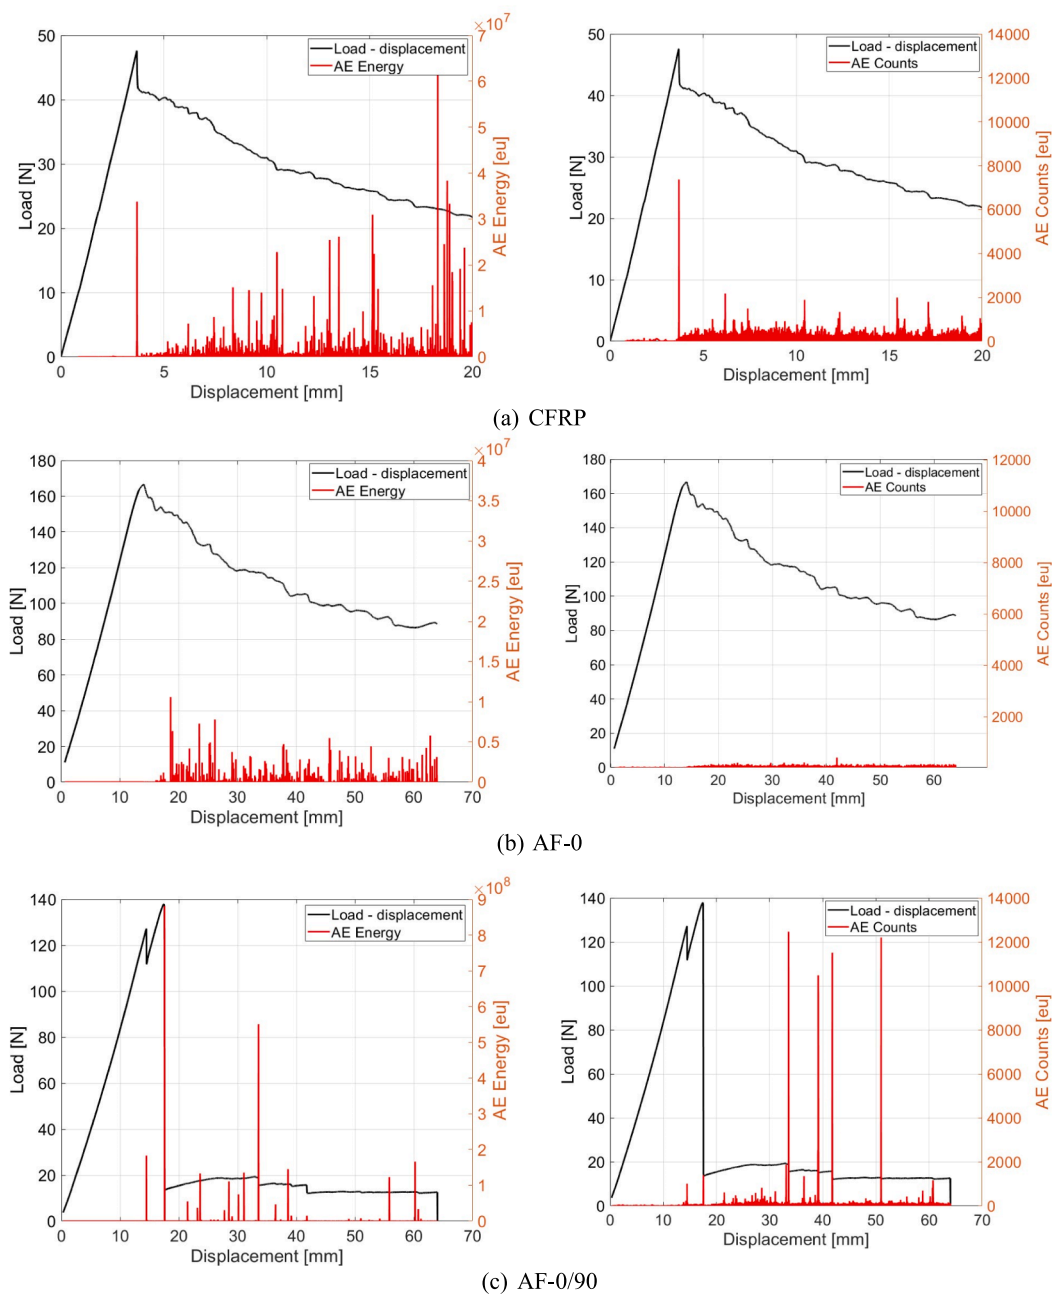 ×10^7
Load - displacement
AE Energy
50
40
30
20
10
0
Load [N]
0 5 10 15 20
Displacement [mm]
7
6
5
4
3
2
1
0
AE Energy [eu]
Load - displacement
AE Counts
50
40
30
20
10
0
Load [N]
0 5 10 15 20
Displacement [mm]
14000
12000
10000
8000
6000
4000
2000
0
AE Counts [eu]
(a) CFRP
×10^7
Load - displacement
AE Energy
180
160
140
120
100
80
60
40
20
0
Load [N]
0 10 20 30 40 50 60 70
Displacement [mm]
4
3.5
3
2.5
2
1.5
1
0.5
0
AE Energy [eu]
Load - displacement
AE Counts
180
160
140
120
100
80
60
40
20
0
Load [N]
0 10 20 30 40 50 60
Displacement [mm]
12000
10000
8000
6000
4000
2000
AE Counts [eu]
(b) AF-0
×10^8
Load - displacement
AE Energy
140
120
100
80
60
40
20
0
Load [N]
0 10 20 30 40 50 60 70
Displacement [mm]
9
8
7
6
5
4
3
2
1
0
AE Energy [eu]
Load - displacement
AE Counts
140
120
100
80
60
40
20
0
Load [N]
0 10 20 30 40 50 60 70
Displacement [mm]
14000
12000
10000
8000
6000
4000
2000
0
AE Counts [eu]
(c) AF-0/90